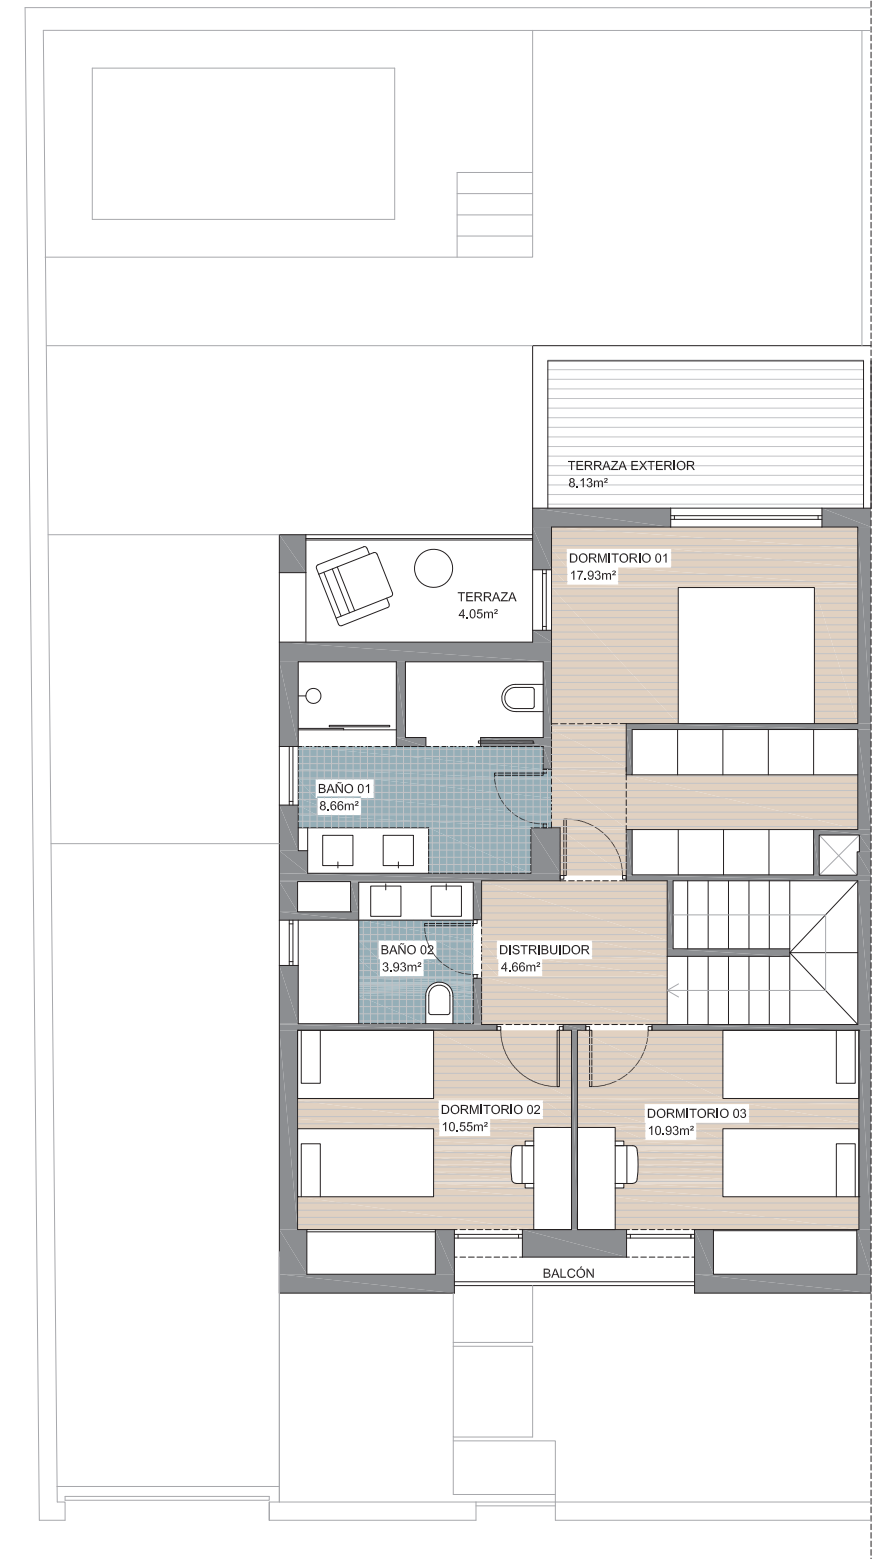 TERRAZA EXTERIOR
8.13m²
DORMITORIO 01
17.93m²
TERRAZA
4.05m²
BAÑO 01
8.66m²
BAÑO 02
3.93m²
DISTRIBUIDOR
4.66m²
DORMITORIO 02
10.55m²
DORMITORIO 03
10.93m²
BALCÓN